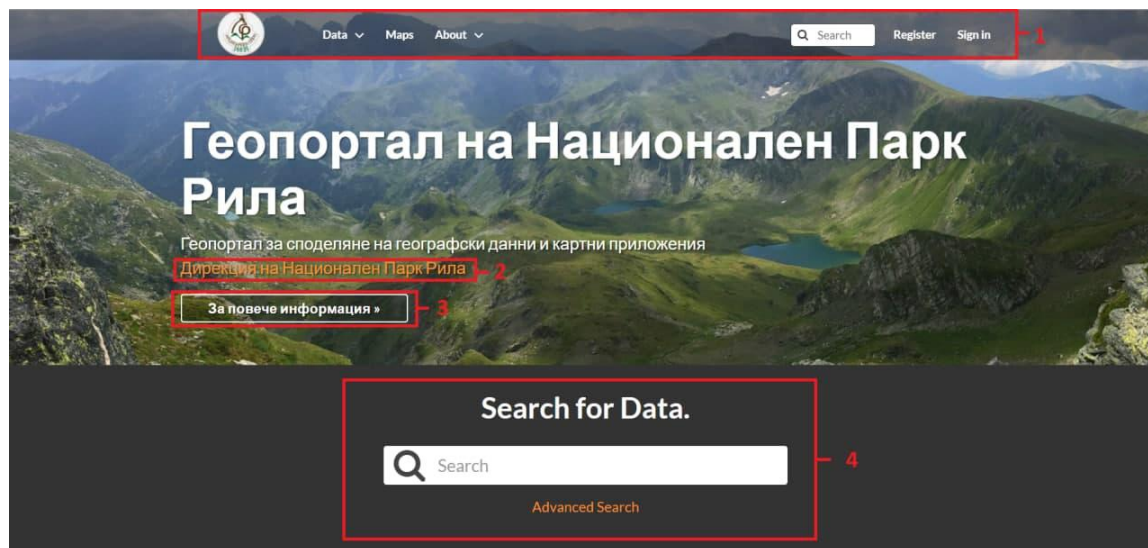 Data Maps About Search Register Sign in 1
Геопортал на Национален Парк
Рила
Геопортал за споделяне на географски данни и картни приложения
Дирекция на Национален Парк Рила 2
За повече информация » 3
Search for Data.
Search 4
Advanced Search